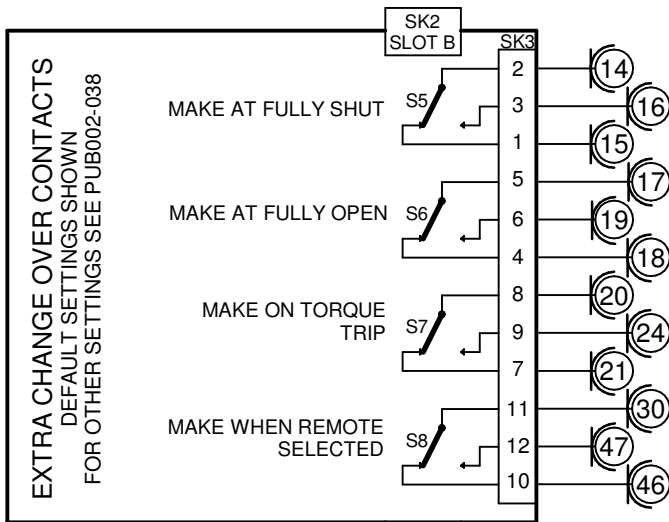 SK2
SLOT B
SK3
EXTRA CHANGE OVER CONTACTS
DEFAULT SETTINGS SHOWN
FOR OTHER SETTINGS SEE PUB002-038
MAKE AT FULLY SHUT
S5
2
14
3
16
1
15
MAKE AT FULLY OPEN
S6
5
17
6
19
4
18
MAKE ON TORQUE
TRIP
S7
8
20
9
24
7
21
MAKE WHEN REMOTE
SELECTED
S8
11
30
12
47
10
46